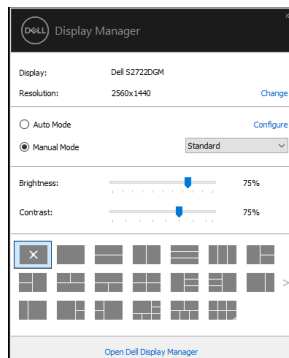 DELL Display Manager
Display: Dell S2722DGM
Resolution: 2560x1440 Change
Auto Mode Configure
Manual Mode Standard
Brightness: 75%
Contrast: 75%
Open Dell Display Manager